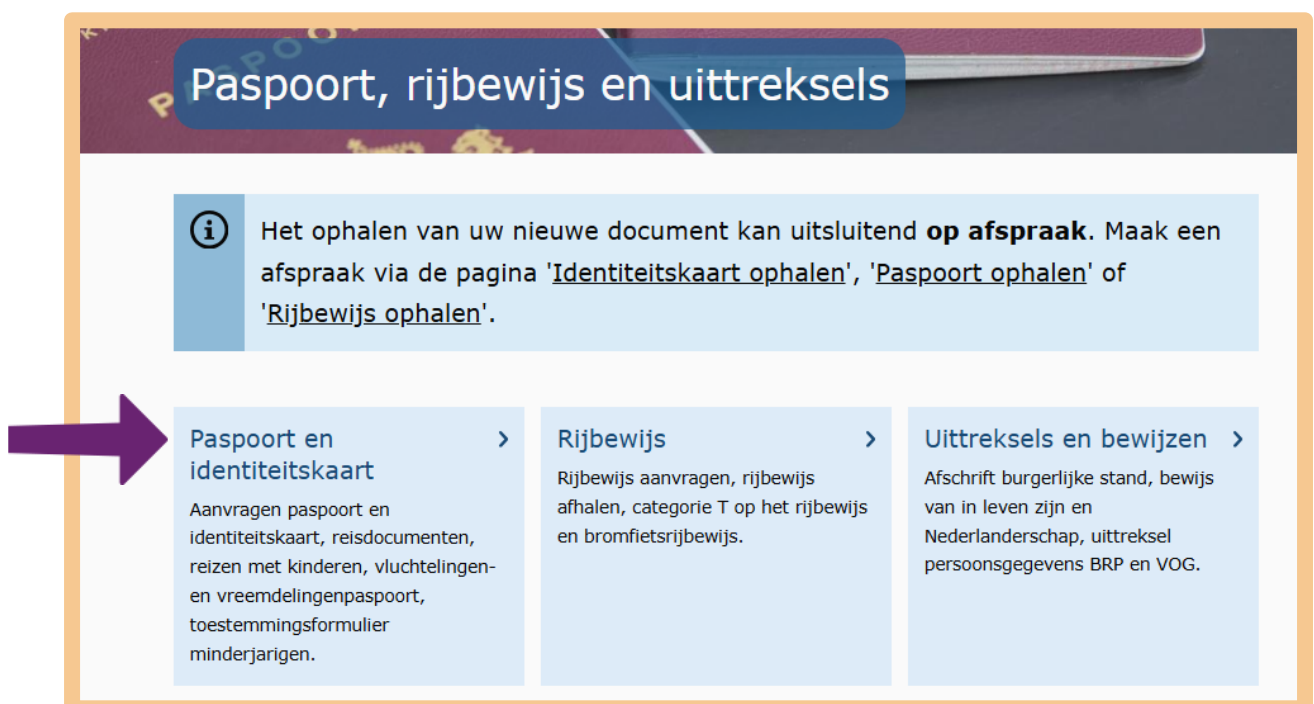 PASPOORT
Paspoort, rijbewijs en uittreksels
Het ophalen van uw nieuwe document kan uitsluitend op afspraak. Maak een
afspraak via de pagina 'Identiteitskaart ophalen', 'Paspoort ophalen' of
'Rijbewijs ophalen'.
Paspoort en
identiteitskaart
Aanvragen paspoort en
identiteitskaart, reisdocumenten,
reizen met kinderen, vluchtelingen-
en vreemdelingenpaspoort,
toestemmingsformulier
minderjarigen.
Rijbewijs
Rijbewijs aanvragen, rijbewijs
afhalen, categorie T op het rijbewijs
en bromfietsrijbewijs.
Uittreksels en bewijzen
Afschrift burgerlijke stand, bewijs
van in leven zijn en
Nederlanderschap, uittreksel
persoonsgegevens BRP en VOG.